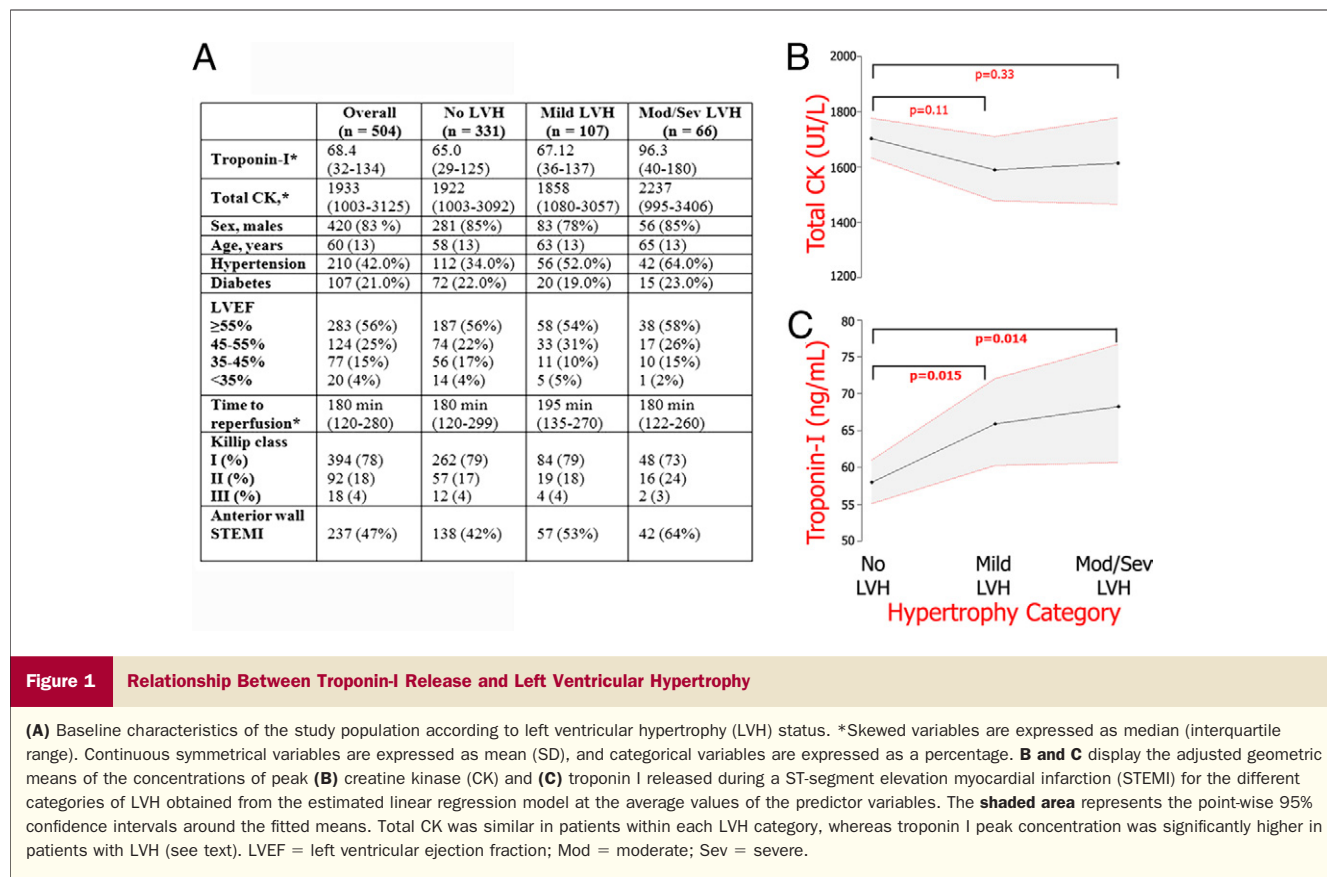 A
Overall No LVH Mild LVH Mod/Sev LVH
(n = 504) (n = 331) (n = 107) (n = 66)
Troponin-I* 68.4 65.0 67.12 96.3
(32-134) (29-125) (36-137) (40-180)
Total CK,* 1933 1922 1858 2237
(1003-3125) (1003-3092) (1080-3057) (995-3406)
Sex, males 420 (83 %) 281 (85%) 83 (78%) 56 (85%)
Age, years 60 (13) 58 (13) 63 (13) 65 (13)
Hypertension 210 (42.0%) 112 (34.0%) 56 (52.0%) 42 (64.0%)
Diabetes 107 (21.0%) 72 (22.0%) 20 (19.0%) 15 (23.0%)
LVEF
≥55% 283 (56%) 187 (56%) 58 (54%) 38 (58%)
45-55% 124 (25%) 74 (22%) 33 (31%) 17 (26%)
35-45% 77 (15%) 56 (17%) 11 (10%) 10 (15%)
<35% 20 (4%) 14 (4%) 5 (5%) 1 (2%)
Time to 180 min 180 min 195 min 180 min
reperfusion* (120-280) (120-299) (135-270) (122-260)
Killip class
I (%) 394 (78) 262 (79) 84 (79) 48 (73)
II (%) 92 (18) 57 (17) 19 (18) 16 (24)
III (%) 18 (4) 12 (4) 4 (4) 2 (3)
Anterior wall
STEMI 237 (47%) 138 (42%) 57 (53%) 42 (64%)
B
Total CK (UI/L)
2000
1800
1600
1400
1200
p=0.33
p=0.11
C
Troponin-I (ng/mL)
80
75
70
65
60
55
50
p=0.014
p=0.015
No Mild Mod/Sev
LVH LVH LVH
Hypertrophy Category
Figure 1 Relationship Between Troponin-I Release and Left Ventricular Hypertrophy
(A) Baseline characteristics of the study population according to left ventricular hypertrophy (LVH) status. *Skewed variables are expressed as median (interquartile
range). Continuous symmetrical variables are expressed as mean (SD), and categorical variables are expressed as a percentage. B and C display the adjusted geometric
means of the concentrations of peak (B) creatine kinase (CK) and (C) troponin I released during a ST-segment elevation myocardial infarction (STEMI) for the different
categories of LVH obtained from the estimated linear regression model at the average values of the predictor variables. The shaded area represents the point-wise 95%
confidence intervals around the fitted means. Total CK was similar in patients within each LVH category, whereas troponin I peak concentration was significantly higher in
patients with LVH (see text). LVEF = left ventricular ejection fraction; Mod = moderate; Sev = severe.